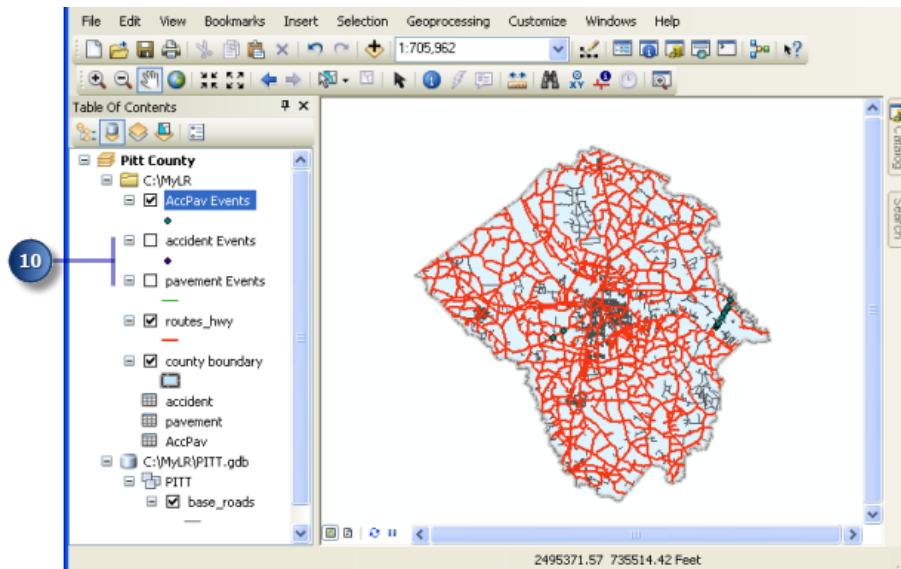 File Edit View Bookmarks Insert Selection Geoprocessing Customize Windows Help
1:705,962
XY
Table Of Contents
Pitt County
C:\MyLR
AccPav Events
accident Events
10
pavement Events
routes_hwy
county boundary
accident
pavement
AccPav
C:\MyLR\PITT.gdb
PITT
base_roads
Catalog
Search
2495371.57 735514.42 Feet